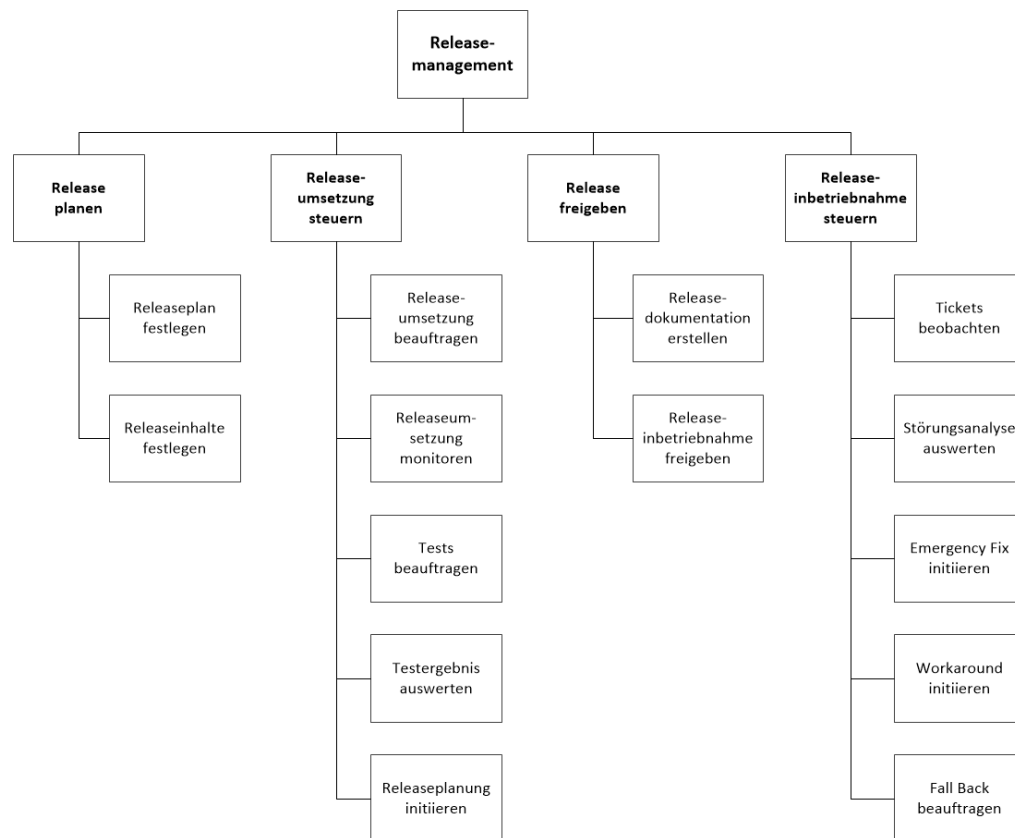 Release-
management
Release
planen
Release-
umsetzung
steuern
Release
freigeben
Release-
inbetriebnahme
steuern
Releaseplan
festlegen
Releaseinhalte
festlegen
Release-
umsetzung
beauftragen
Releaseum-
setzung
monitoren
Tests
beauftragen
Testergebnis
auswerten
Releaseplanung
initiieren
Release-
dokumentation
erstellen
Release-
inbetriebnahme
freigeben
Tickets
beobachten
Störungsanalyse
auswerten
Emergency Fix
initiieren
Workaround
initiieren
Fall Back
beauftragen